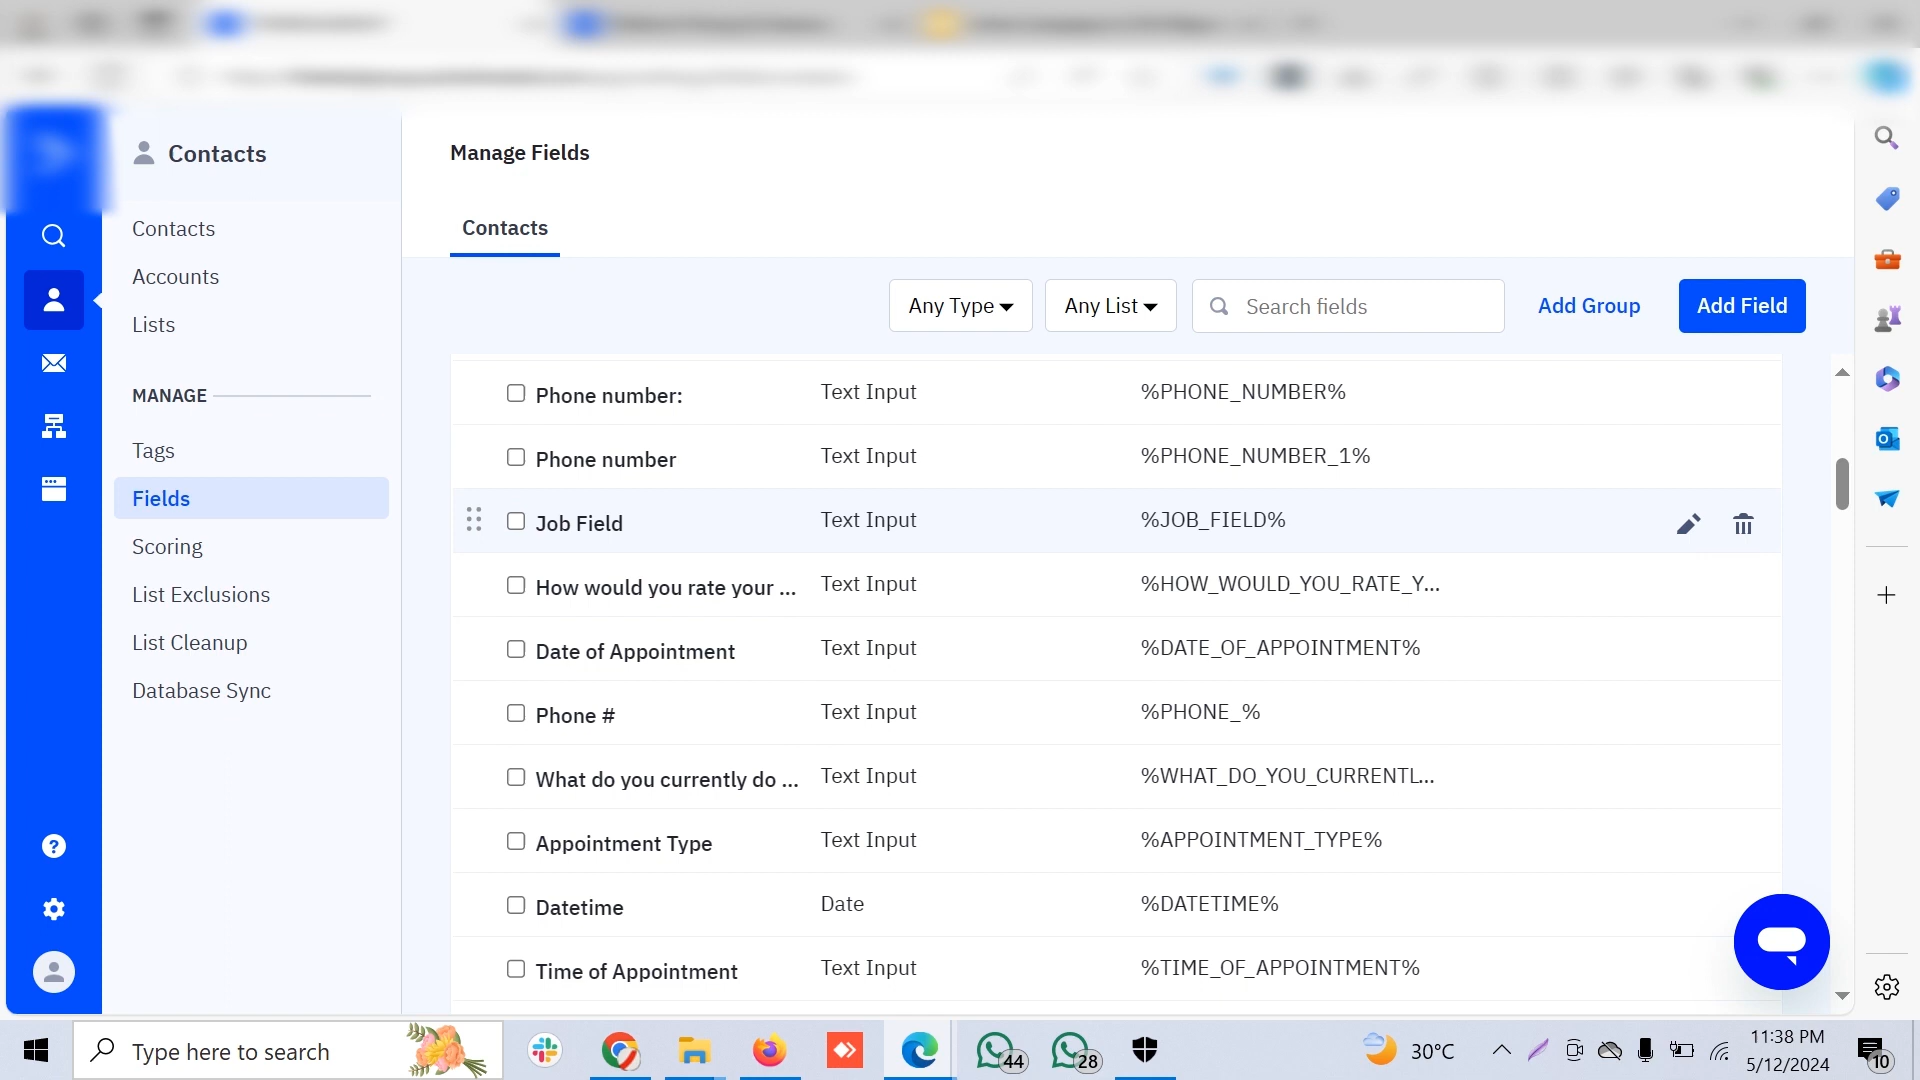 Contacts
Contacts
Accounts
Lists
MANAGE
Tags
Fields
Scoring
List Exclusions
List Cleanup
Database Sync
Manage Fields
Contacts
Any Type
Any List
Search fields
Add Group
Add Field
Phone number: Text Input %PHONE_NUMBER%
Phone number Text Input %PHONE_NUMBER_1%
Job Field Text Input %JOB_FIELD%
How would you rate your ... Text Input %HOW_WOULD_YOU_RATE_Y...
Date of Appointment Text Input %DATE_OF_APPOINTMENT%
Phone # Text Input %PHONE_%
What do you currently do ... Text Input %WHAT_DO_YOU_CURRENTL...
Appointment Type Text Input %APPOINTMENT_TYPE%
Datetime Date %DATETIME%
Time of Appointment Text Input %TIME_OF_APPOINTMENT%
Type here to search
44
28
30°C
11:38 PM
5/12/2024
10